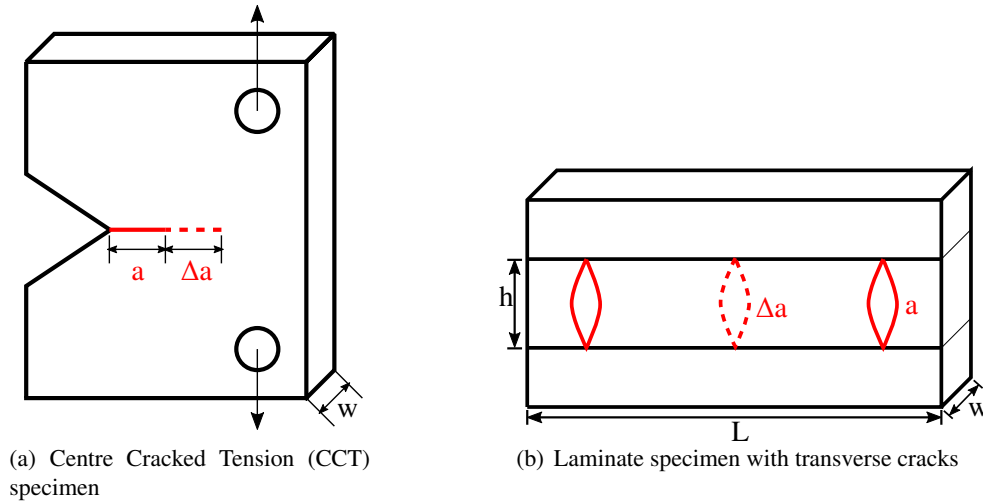 a
Δa
w
(a) Centre Cracked Tension (CCT)
specimen
h
Δa
a
L
w
(b) Laminate specimen with transverse cracks